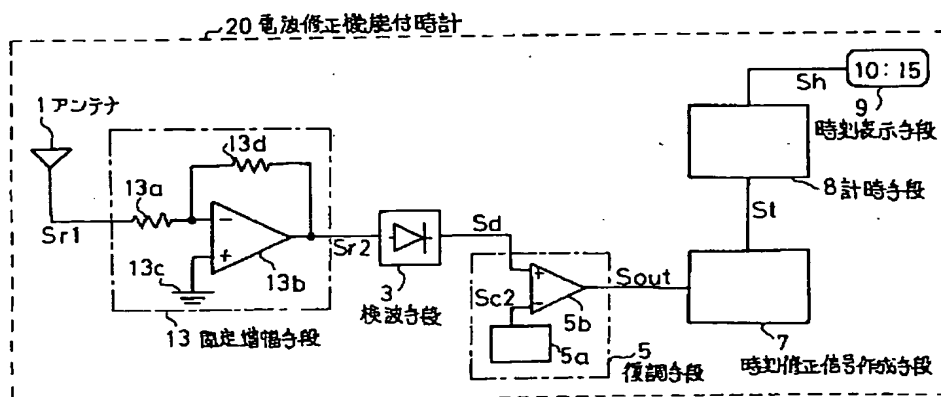 20 電波修正機能付時計
1 アンテナ
Sr1
13a
13d
13c
13b
13 固定増幅手段
Sr2
3
検波手段
Sd
Sc2
5a
5b
5
復調手段
Sout
7
時刻修正信号作成手段
St
8 計時手段
Sh
10:15
9
時刻表示手段